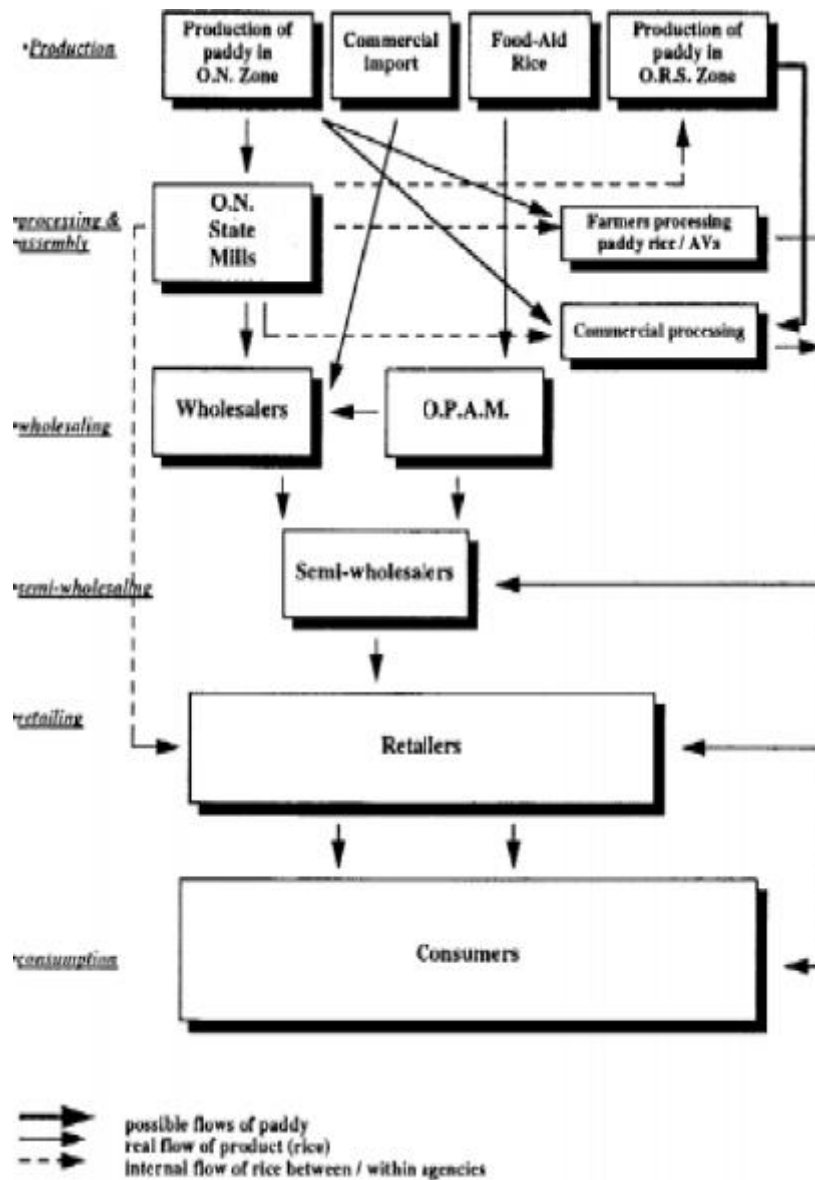 •Production
Production of
paddy in
O.N. Zone
Commercial
import
Food-Aid
Rice
Production of
paddy in
O.R.S. Zone
•processing &
assembly
O.N.
State
Mills
Farmers processing
paddy rice / AVs
Commercial processing
•wholesaling
Wholesalers
O.P.A.M.
•semi-wholesaling
Semi-wholesalers
•retailing
Retailers
•consumption
Consumers
possible flows of paddy
real flow of product (rice)
internal flow of rice between / within agencies